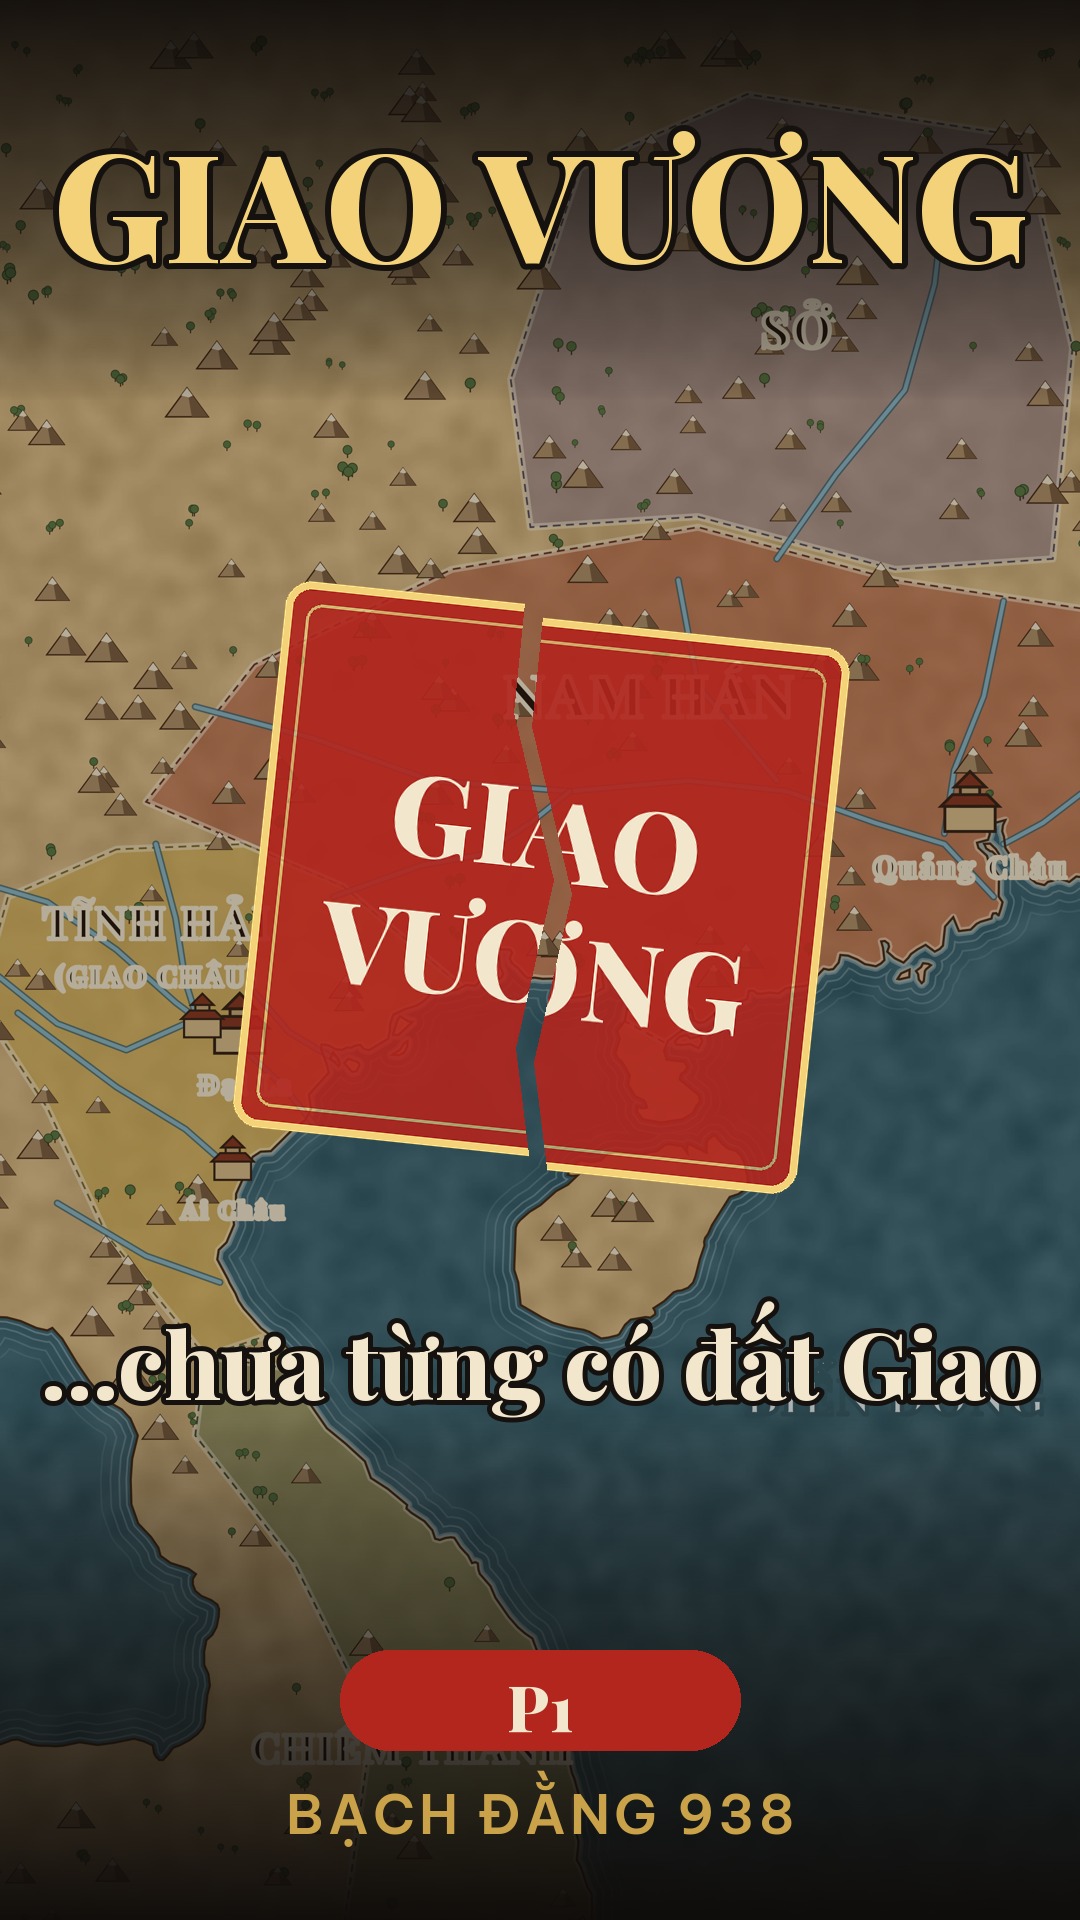 GIAO VƯƠNG
SỞ
NAM HÁN
GIAO
VƯƠNG
Quảng Châu
TĨNH HẢ
(GIAO CHÂU
Ái Châu
...chưa từng có đất Giao
P1
CHIÊM THÀNH
BẠCH ĐẰNG 938